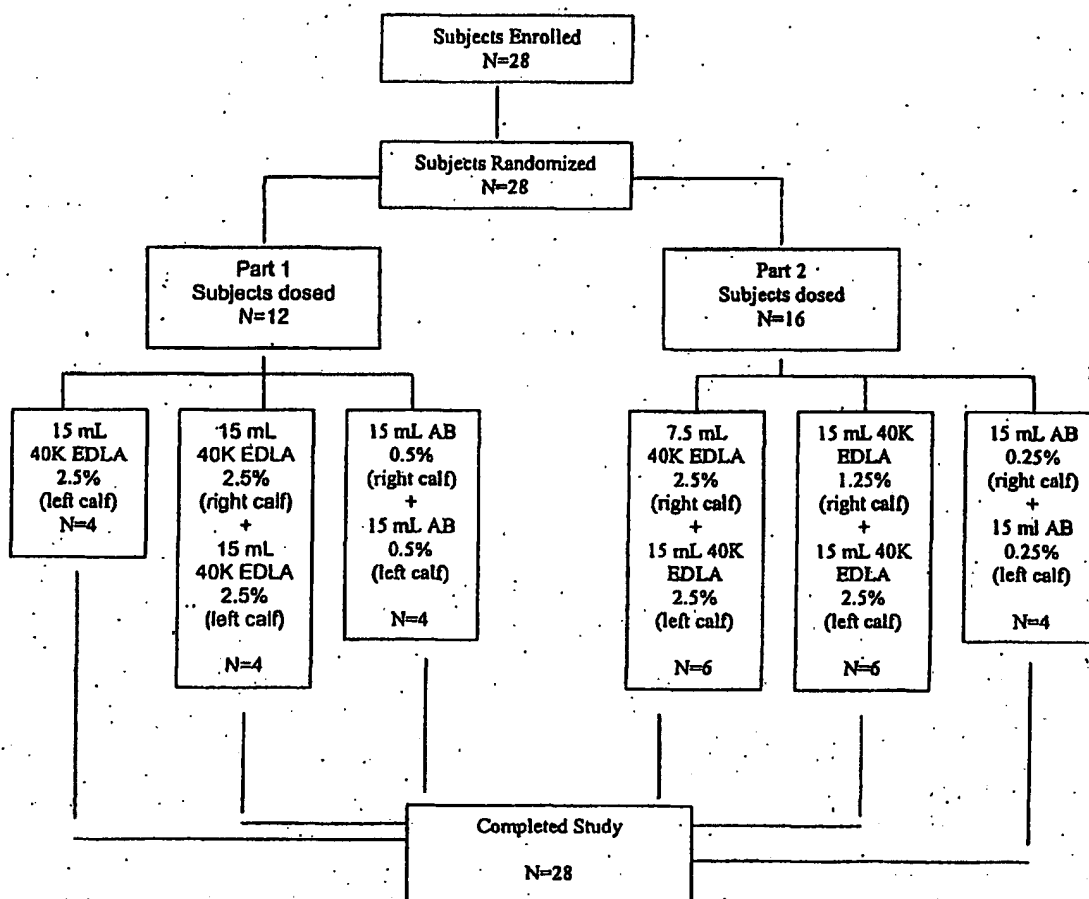 Subjects Enrolled
N=28
Subjects Randomized
N=28
Part 1
Subjects dosed
N=12
Part 2
Subjects dosed
N=16
15 mL
40K EDLA
2.5%
(left calf)
N=4
15 mL
40K EDLA
2.5%
(right calf)
+
15 mL
40K EDLA
2.5%
(left calf)
N=4
15 mL AB
0.5%
(right calf)
+
15 mL AB
0.5%
(left calf)
N=4
7.5 mL
40K EDLA
2.5%
(right calf)
+
15 mL 40K
EDLA
2.5%
(left calf)
N=6
15 mL 40K
EDLA
1.25%
(right calf)
+
15 mL 40K
EDLA
2.5%
(left calf)
N=6
15 mL AB
0.25%
(right calf)
+
15 ml AB
0.25%
(left calf)
N=4
Completed Study
N=28